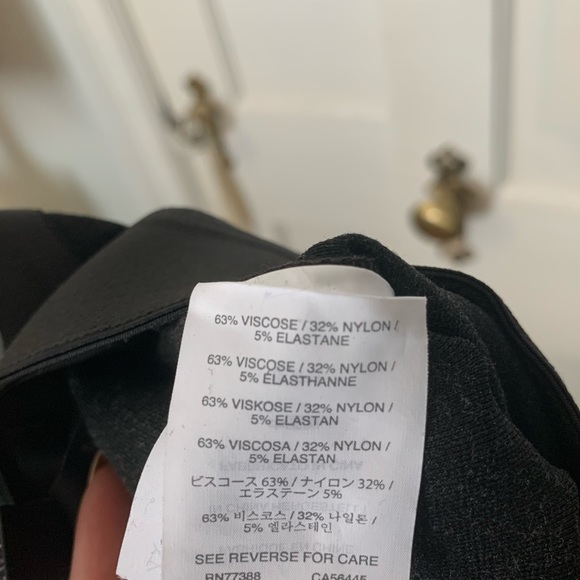 63% VISCOSE / 32% NYLON /
5% ELASTANE
63% VISCOSE / 32% NYLON /
5% ÉLASTHANNE
63% VISKOSE / 32% NYLON /
5% ELASTAN
63% VISCOSA / 32% NYLON /
5% ELASTAN
ビスコース 63% / ナイロン 32% /
エラステーン 5%
63% 비스코스 / 32% 나일론 /
5% 엘라스테인
SEE REVERSE FOR CARE
RN77388 CA56445